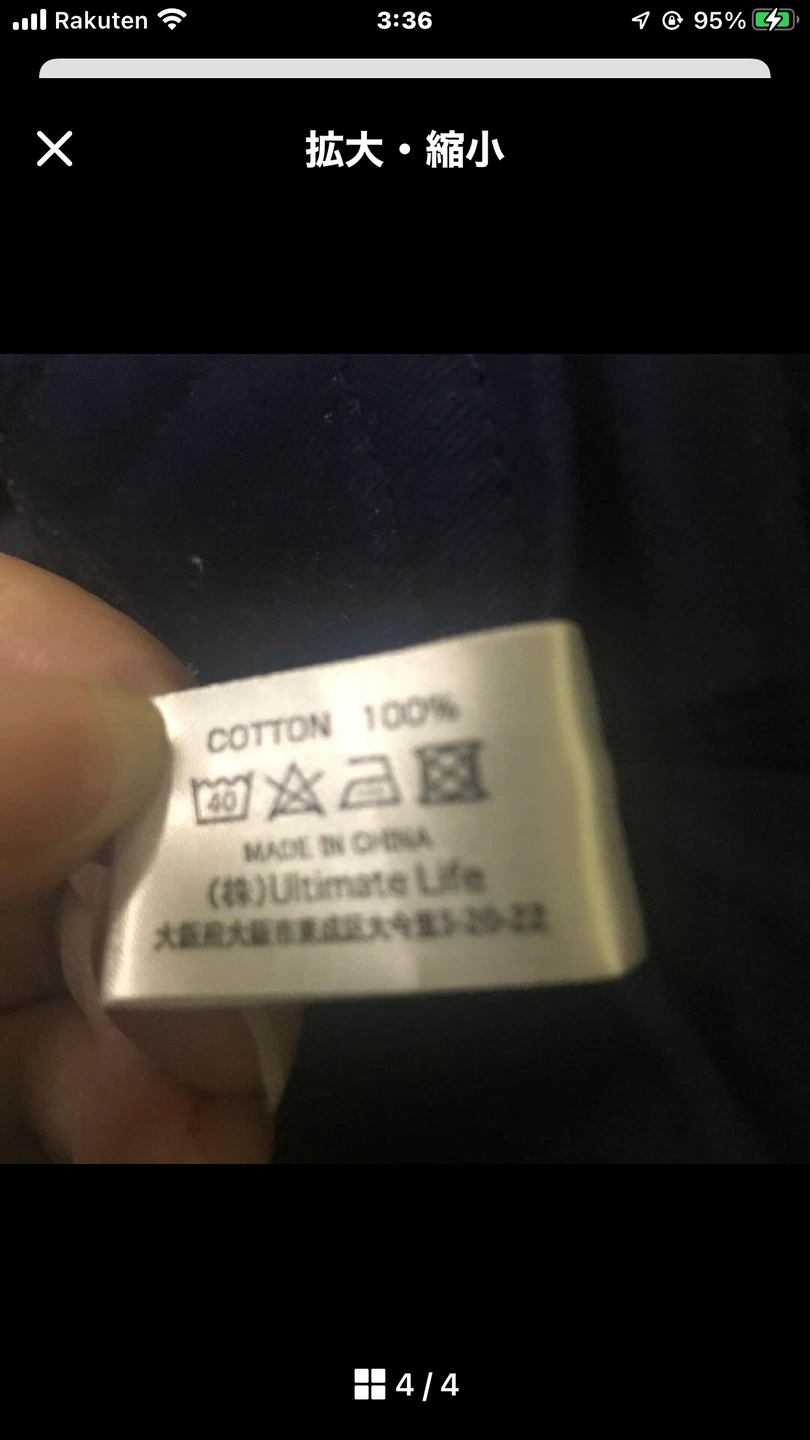 Rakuten 3:36 95%
拡大・縮小
COTTON 100%
40
MADE IN CHINA
(株)Ultimate Life
大阪府大阪市東成区大今里3-20-22
4 / 4